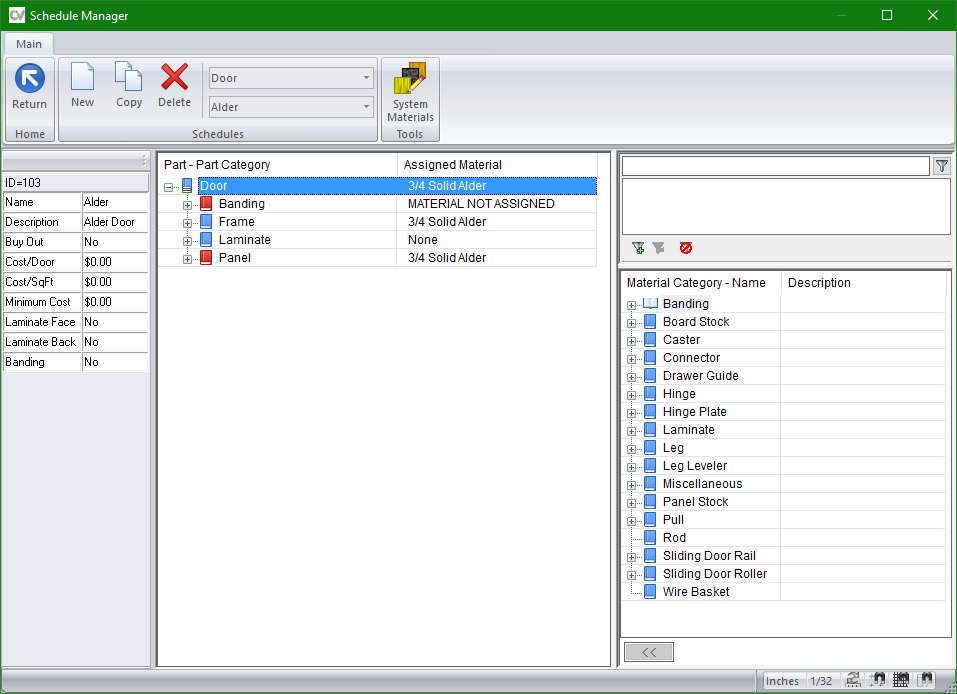 CV Schedule Manager
Main
Return
New
Copy
Delete
Door
Alder
System
Materials
Home
Schedules
Tools
ID=103
Name Alder
Description Alder Door
Buy Out No
Cost/Door $0.00
Cost/SqFt $0.00
Minimum Cost $0.00
Laminate Face No
Laminate Back No
Banding No
Part - Part Category Assigned Material
Door 3/4 Solid Alder
Banding MATERIAL NOT ASSIGNED
Frame 3/4 Solid Alder
Laminate None
Panel 3/4 Solid Alder
Material Category - Name Description
Banding
Board Stock
Caster
Connector
Drawer Guide
Hinge
Hinge Plate
Laminate
Leg
Leg Leveler
Miscellaneous
Panel Stock
Pull
Rod
Sliding Door Rail
Sliding Door Roller
Wire Basket
<<
Inches 1/32